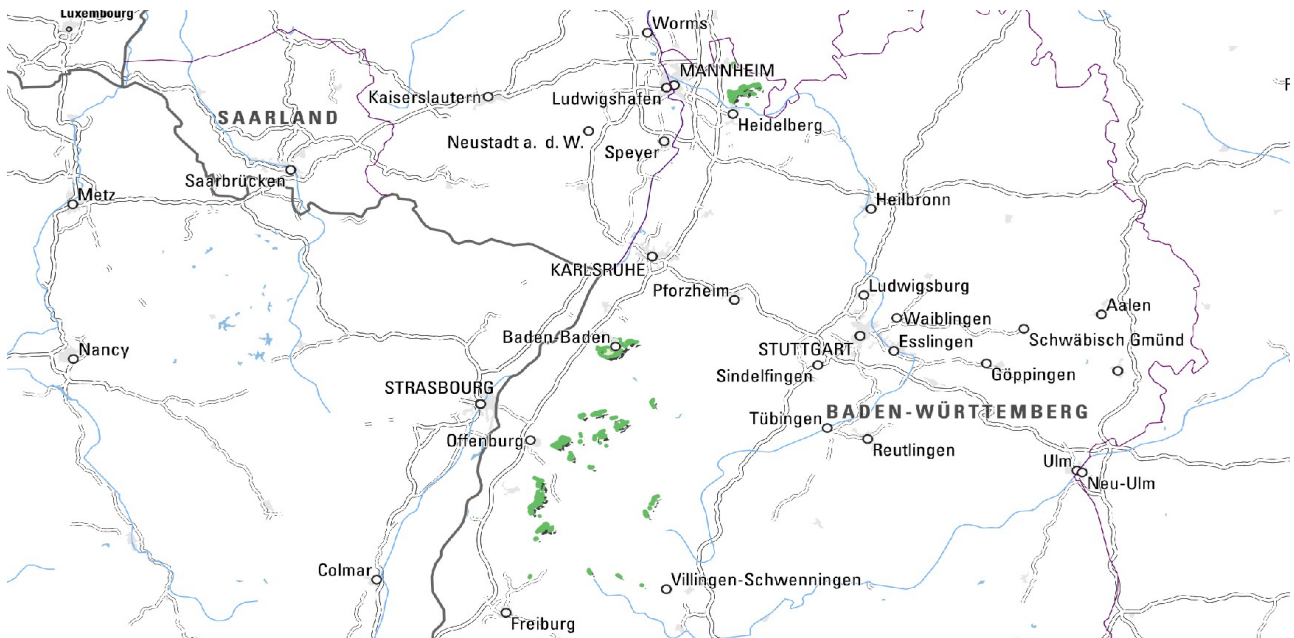 Luxembourg
Worms
MANNHEIM
Kaiserslautern
Ludwigshafen
SAARLAND
Heidelberg
Neustadt a. d. W.
Speyer
Saarbrücken
Metz
Heilbronn
KARLSRUHE
Pforzheim
Ludwigsburg
Aalen
Waiblingen
Baden-Baden
Schwäbisch Gmünd
Nancy
STUTTGART
Esslingen
Sindelfingen
Göppingen
STRASBOURG
BADEN-WÜRTTEMBERG
Tübingen
Offenburg
Reutlingen
Ulm
Neu-Ulm
Colmar
Villingen-Schwenningen
Freiburg